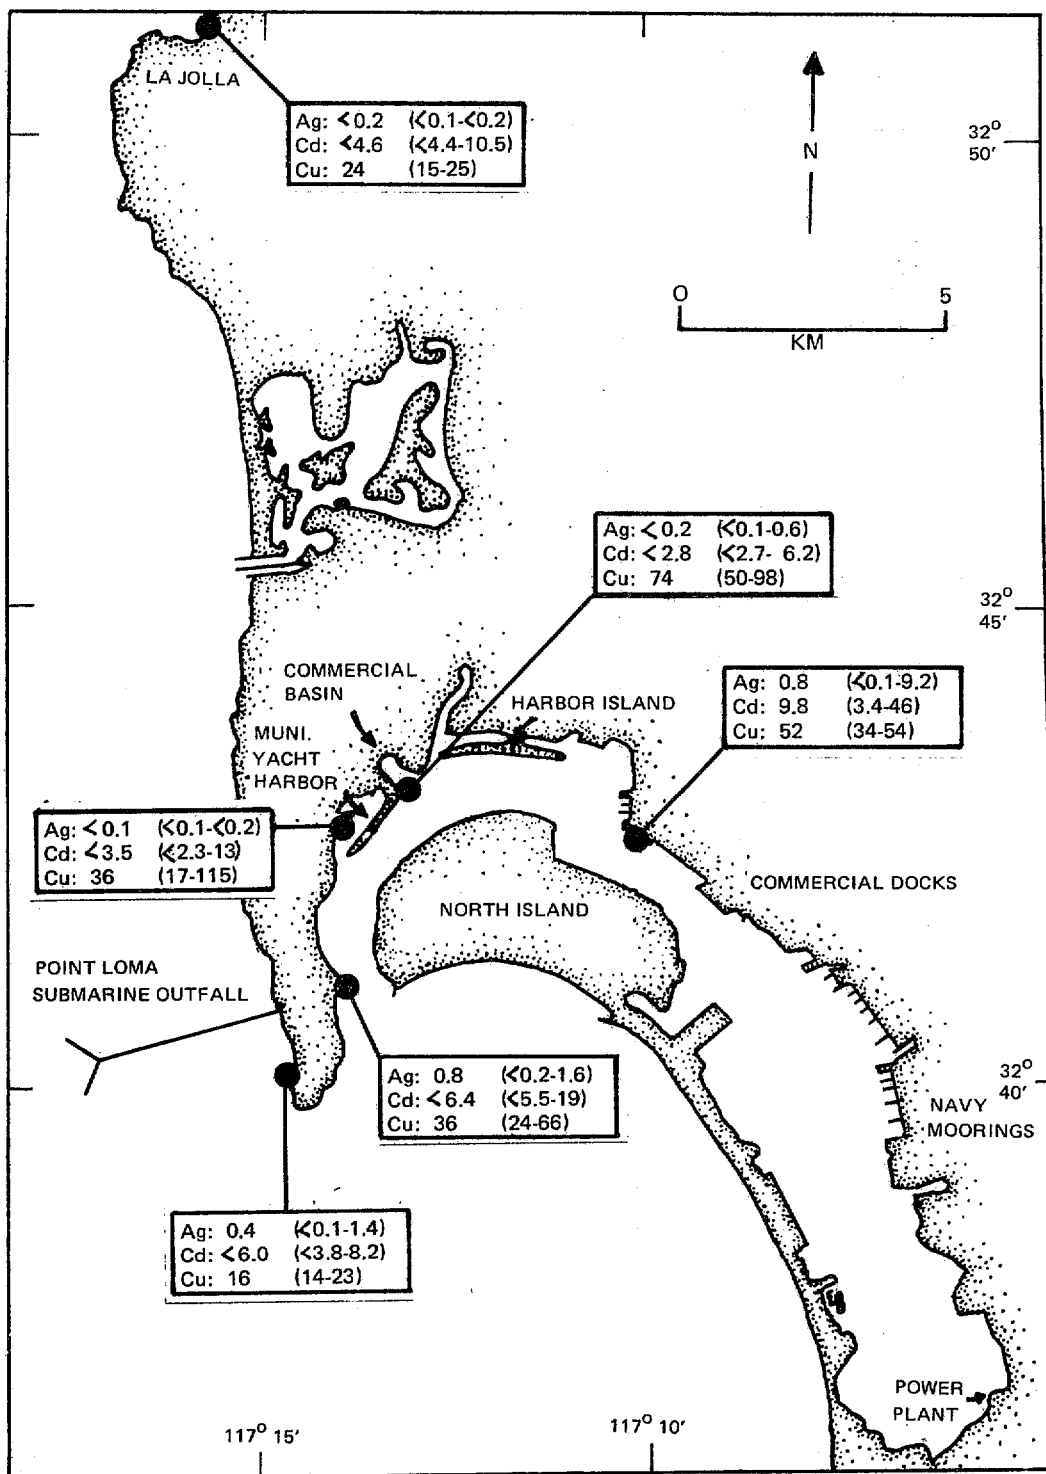 LA JOLLA
Ag: <0.2 (<0.1-<0.2)
Cd: <4.6 (<4.4-10.5)
Cu: 24 (15-25)
N
32° 50'
0 5
KM
Ag: <0.2 (<0.1-0.6)
Cd: <2.8 (<2.7- 6.2)
Cu: 74 (50-98)
32° 45'
COMMERCIAL
BASIN
HARBOR ISLAND
Ag: 0.8 (<0.1-9.2)
Cd: 9.8 (3.4-46)
Cu: 52 (34-54)
MUNI.
YACHT
HARBOR
Ag: <0.1 (<0.1-<0.2)
Cd: <3.5 (≤2.3-13)
Cu: 36 (17-115)
COMMERCIAL DOCKS
NORTH ISLAND
POINT LOMA
SUBMARINE OUTFALL
Ag: 0.8 (<0.2-1.6)
Cd: <6.4 (<5.5-19)
Cu: 36 (24-66)
32° 40'
NAVY
MOORINGS
Ag: 0.4 (<0.1-1.4)
Cd: <6.0 (<3.8-8.2)
Cu: 16 (14-23)
POWER
PLANT
117° 15'
117° 10'